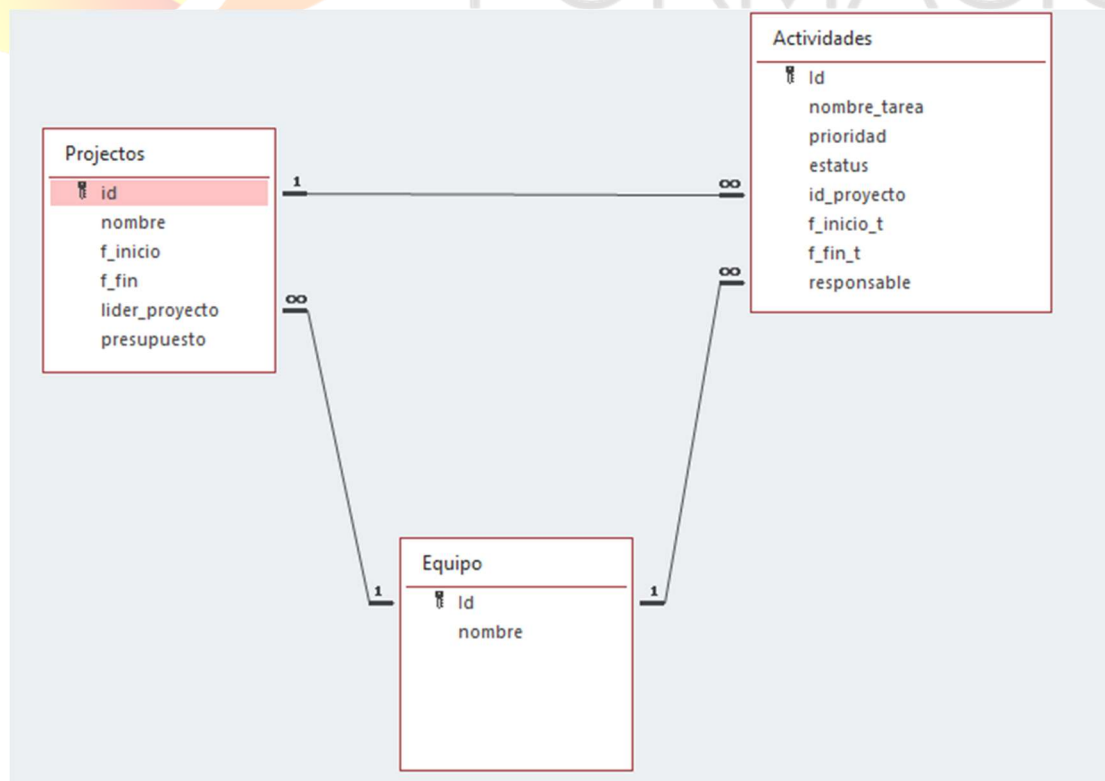 Projectos
id
nombre
f_inicio
f_fin
lider_proyecto
presupuesto
1
∞
∞
∞
Actividades
Id
nombre_tarea
prioridad
estatus
id_proyecto
f_inicio_t
f_fin_t
responsable
1
1
Equipo
Id
nombre